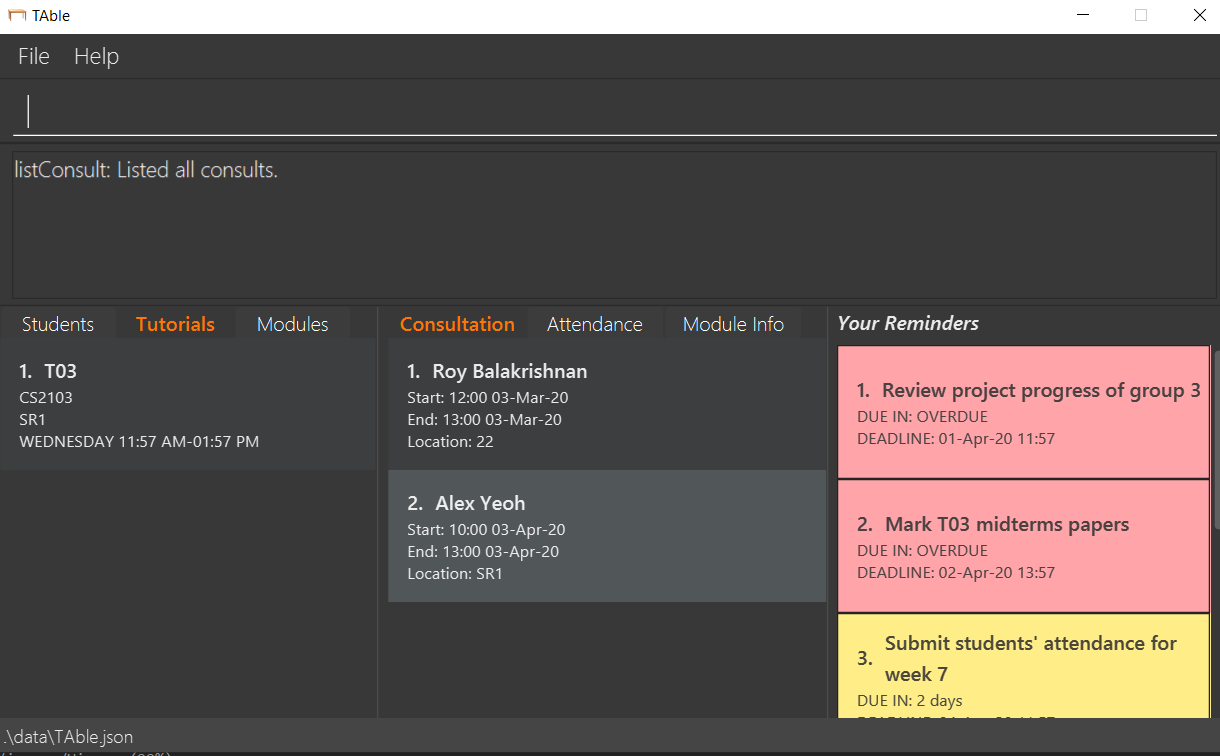 TAble
File Help
listConsult: Listed all consults.
Students Tutorials Modules
1. T03
CS2103
SR1
WEDNESDAY 11:57 AM-01:57 PM
Consultation Attendance Module Info
1. Roy Balakrishnan
Start: 12:00 03-Mar-20
End: 13:00 03-Mar-20
Location: 22
2. Alex Yeoh
Start: 10:00 03-Apr-20
End: 13:00 03-Apr-20
Location: SR1
Your Reminders
1. Review project progress of group 3
DUE IN: OVERDUE
DEADLINE: 01-Apr-20 11:57
2. Mark T03 midterms papers
DUE IN: OVERDUE
DEADLINE: 02-Apr-20 13:57
3. Submit students' attendance for
week 7
DUE IN: 2 days
.\data\TAble.json